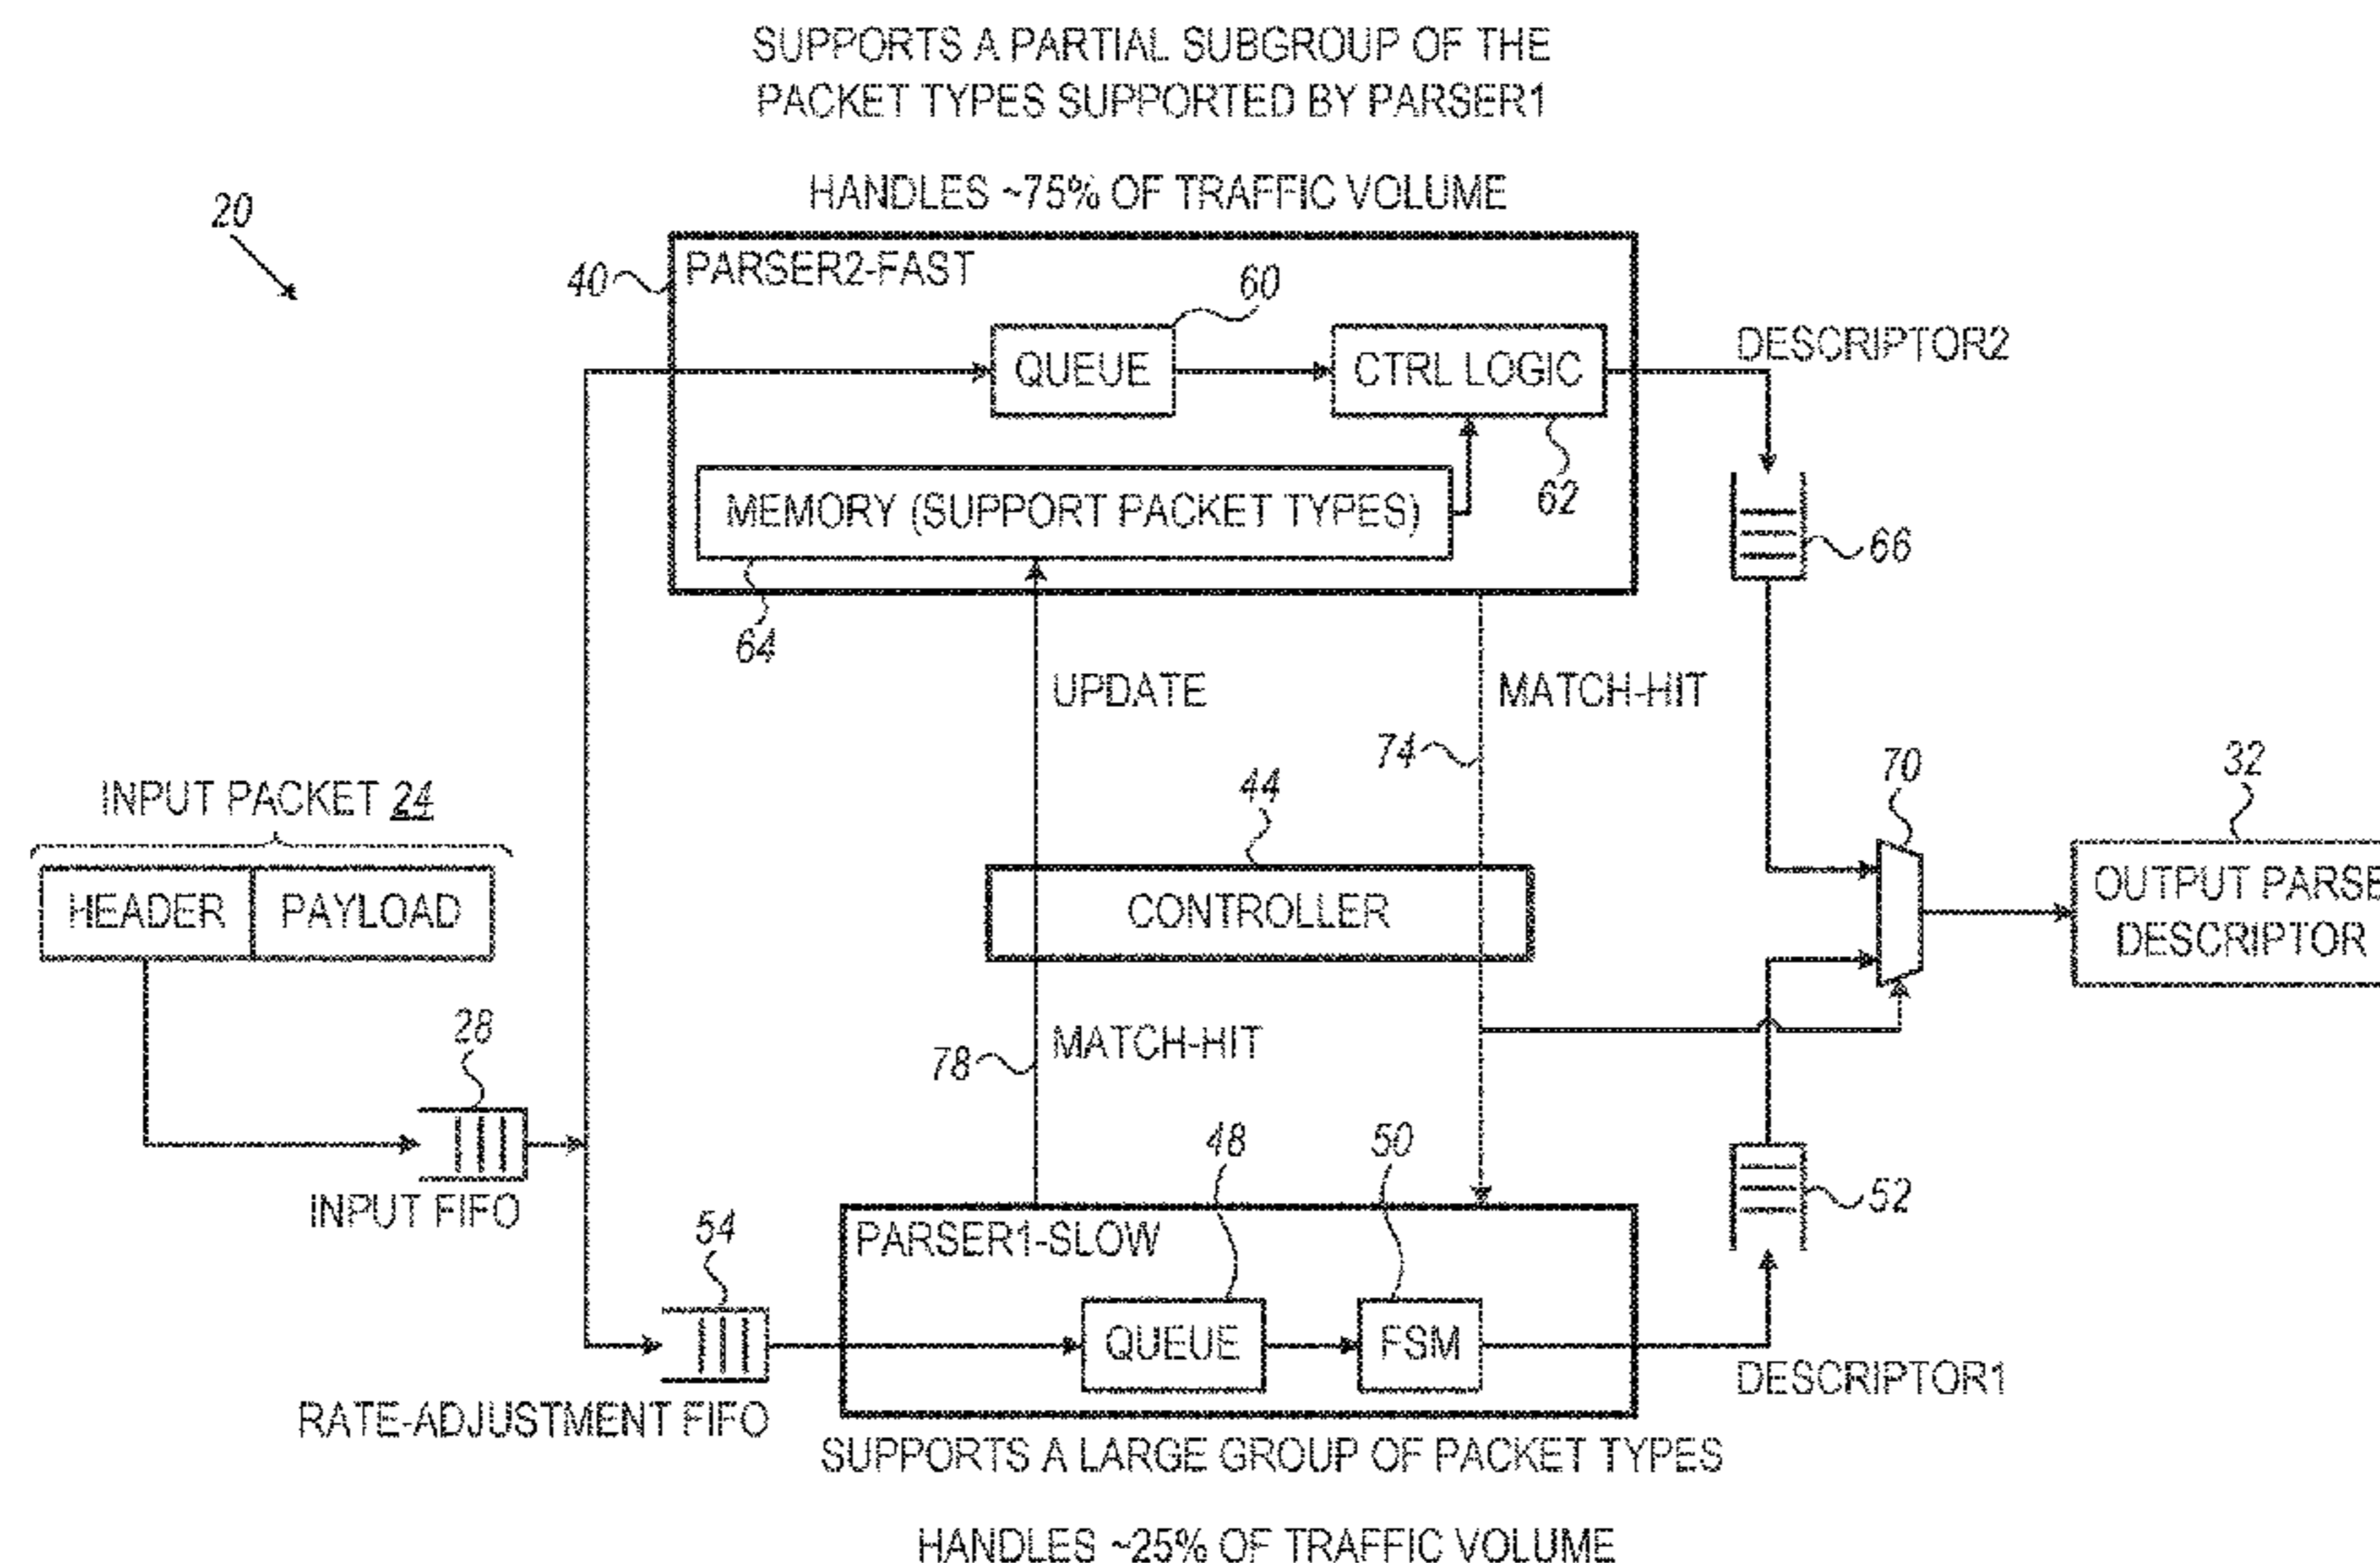 SUPPORTS A PARTIAL SUBGROUP OF THE
PACKET TYPES SUPPORTED BY PARSER1
HANDLES ~75% OF TRAFFIC VOLUME
20
40
PARSER2-FAST
60
QUEUE
CTRL LOGIC
DESCRIPTOR2
MEMORY (SUPPORT PACKET TYPES)
62
66
64
UPDATE
MATCH-HIT
74
INPUT PACKET 24
HEADER
PAYLOAD
44
CONTROLLER
70
32
OUTPUT PARSE
DESCRIPTOR
28
INPUT FIFO
78
MATCH-HIT
48
50
52
54
PARSER1-SLOW
QUEUE
FSM
DESCRIPTOR1
RATE-ADJUSTMENT FIFO
SUPPORTS A LARGE GROUP OF PACKET TYPES
HANDLES ~25% OF TRAFFIC VOLUME